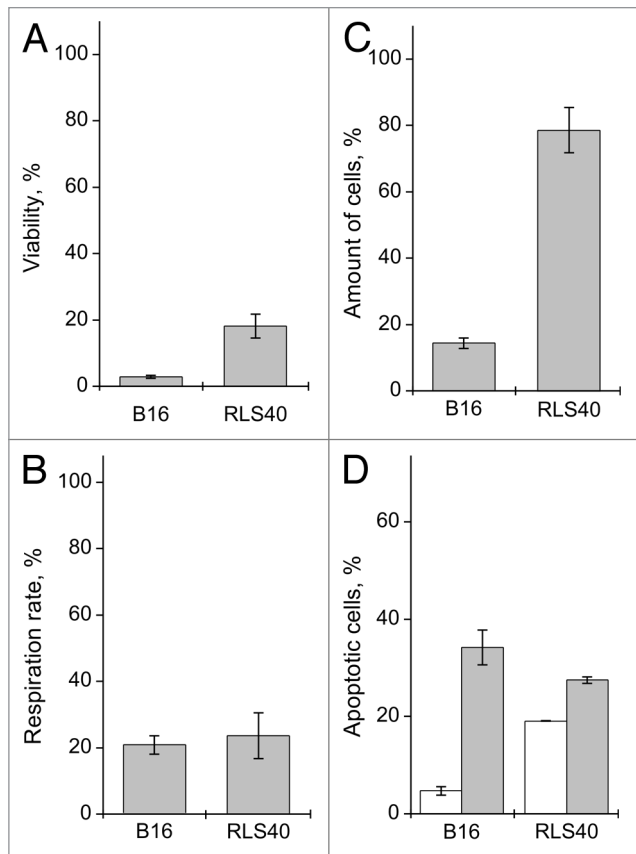 A
Viability, %
100
80
60
40
20
0
B16 RLS40
C
Amount of cells, %
100
80
60
40
20
0
B16 RLS40
B
Respiration rate, %
100
80
60
40
20
0
B16 RLS40
D
Apoptotic cells, %
60
40
20
0
B16 RLS40